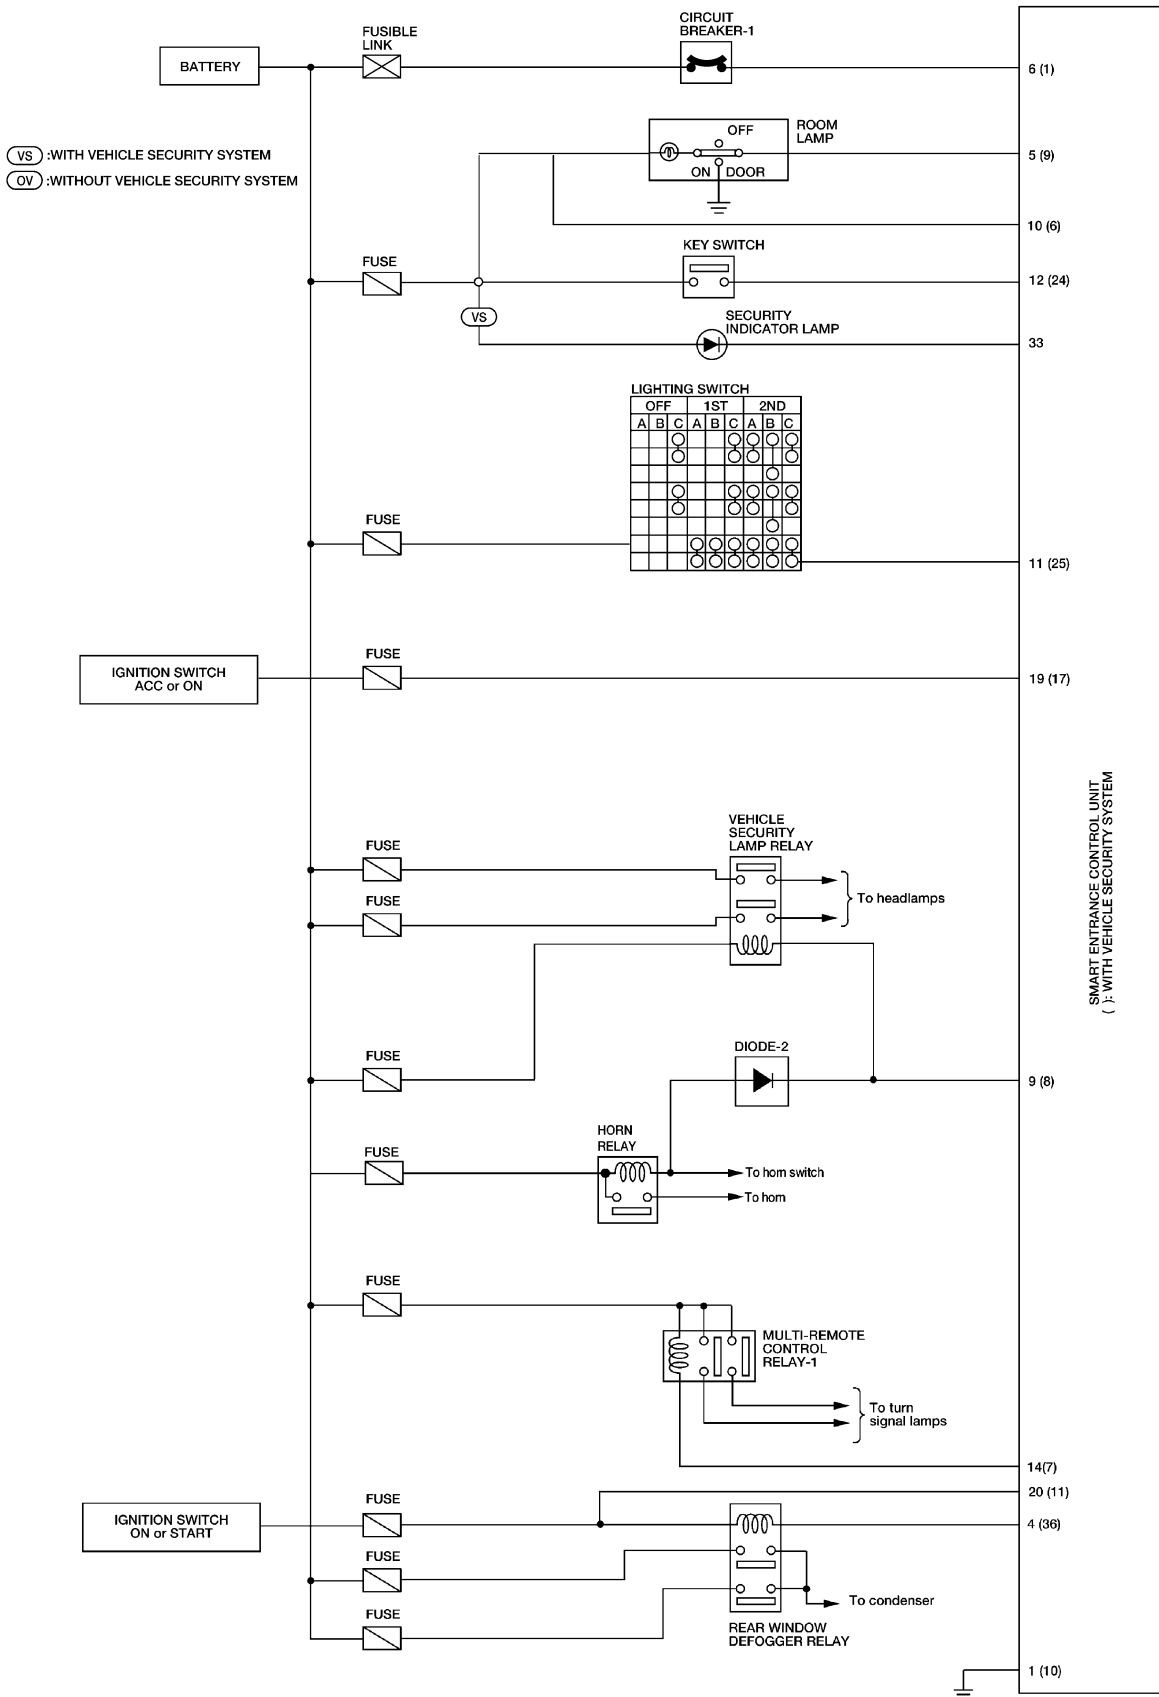 CIRCUIT
BREAKER-1
FUSIBLE
LINK
BATTERY
6 (1)
VS :WITH VEHICLE SECURITY SYSTEM
OV :WITHOUT VEHICLE SECURITY SYSTEM
ROOM
LAMP
OFF
ON DOOR
5 (9)
10 (6)
FUSE
KEY SWITCH
12 (24)
VS
SECURITY
INDICATOR LAMP
33
LIGHTING SWITCH
OFF 1ST 2ND
A B C A B C A B C
FUSE
11 (25)
IGNITION SWITCH
ACC or ON
FUSE
19 (17)
VEHICLE
SECURITY
LAMP RELAY
FUSE
FUSE
To headlamps
SMART ENTRANCE CONTROL UNIT
( ): WITH VEHICLE SECURITY SYSTEM
FUSE
DIODE-2
9 (8)
HORN
RELAY
FUSE
To horn switch
To horn
FUSE
MULTI-REMOTE
CONTROL
RELAY-1
To turn
signal lamps
14(7)
20 (11)
IGNITION SWITCH
ON or START
FUSE
4 (36)
FUSE
To condenser
FUSE
REAR WINDOW
DEFOGGER RELAY
1 (10)